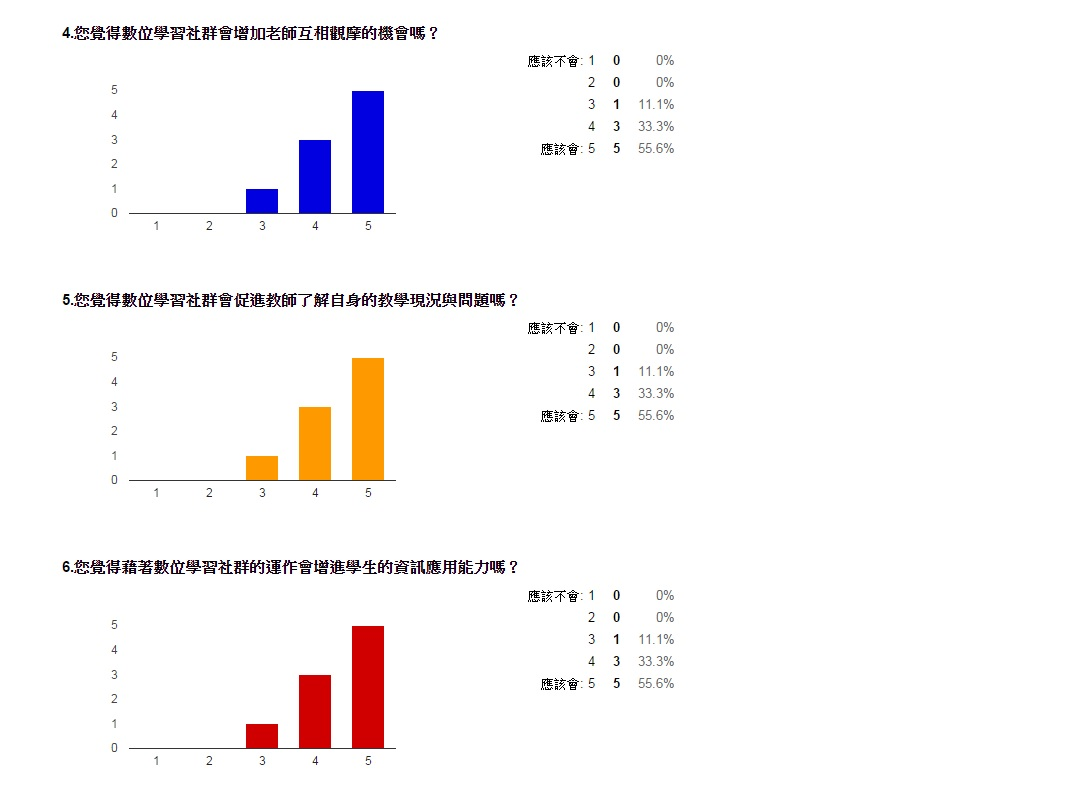 4.您覺得數位學習社群會增加老師互相觀摩的機會嗎？
應該不會: 1 0 0%
2 0 0%
3 1 11.1%
4 3 33.3%
應該會: 5 5 55.6%
5
4
3
2
1
0
1 2 3 4 5
5.您覺得數位學習社群會促進教師了解自身的教學現況與問題嗎？
應該不會: 1 0 0%
2 0 0%
3 1 11.1%
4 3 33.3%
應該會: 5 5 55.6%
5
4
3
2
1
0
1 2 3 4 5
6.您覺得藉著數位學習社群的運作會增進學生的資訊應用能力嗎？
應該不會: 1 0 0%
2 0 0%
3 1 11.1%
4 3 33.3%
應該會: 5 5 55.6%
5
4
3
2
1
0
1 2 3 4 5